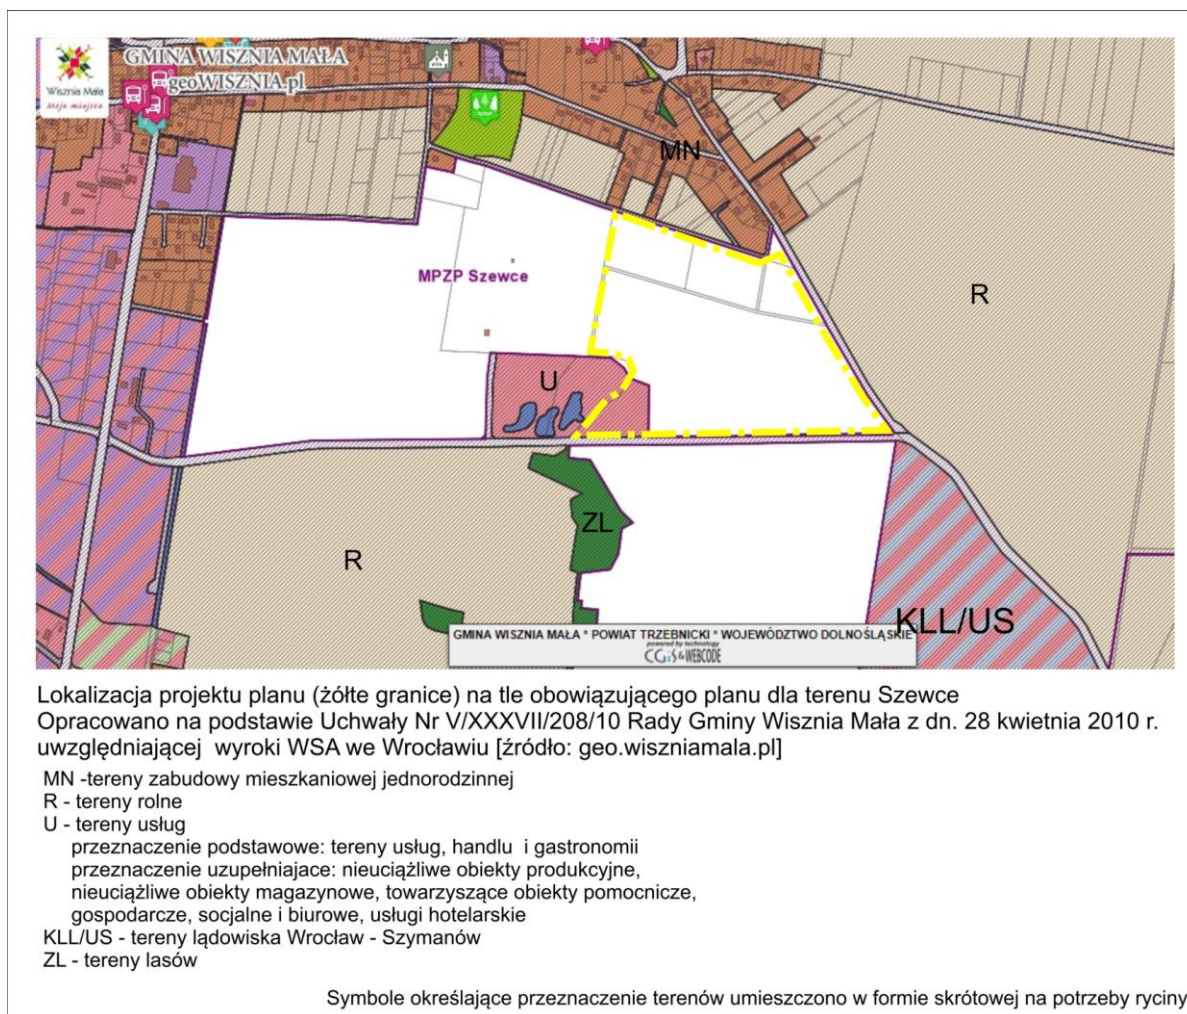 GMINA WISZNIA MAŁA
geoWISZNIA.pl
Wisznia Mała
Moje miejsce
MN
MPZP Szewce
R
U
ZL
R
KLL/US
GMINA WISZNIA MAŁA * POWIAT TRZEBNICKI * WOJEWÓDZTWO DOLNOŚLĄSKIE
powered by technology
CGiS & WEBCODE
Lokalizacja projektu planu (żółte granice) na tle obowiązującego planu dla terenu Szewce
Opracowano na podstawie Uchwały Nr V/XXXVII/208/10 Rady Gminy Wisznia Mała z dn. 28 kwietnia 2010 r.
uwzględniającej wyroki WSA we Wrocławiu [źródło: geo.wiszniamala.pl]
MN -tereny zabudowy mieszkaniowej jednorodzinnej
R - tereny rolne
U - tereny usług
przeznaczenie podstawowe: tereny usług, handlu i gastronomii
przeznaczenie uzupełniajace: nieuciążliwe obiekty produkcyjne,
nieuciążliwe obiekty magazynowe, towarzyszące obiekty pomocnicze,
gospodarcze, socjalne i biurowe, usługi hotelarskie
KLL/US - tereny lądowiska Wrocław - Szymanów
ZL - tereny lasów
Symbole określające przeznaczenie terenów umieszczono w formie skrótowej na potrzeby ryciny